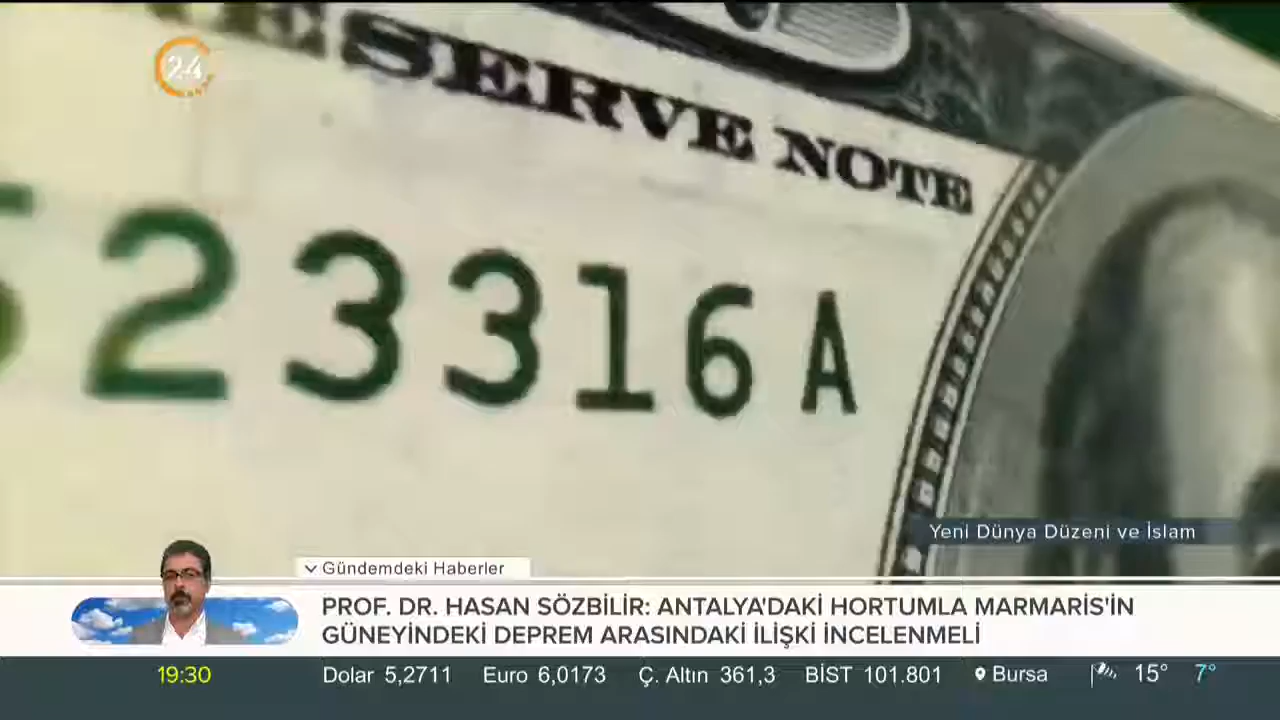 24
RESERVE NOTE
23316A
Yeni Dünya Düzeni ve İslam
Gündemdeki Haberler
PROF. DR. HASAN SÖZBİLİR: ANTALYA'DAKİ HORTUMLA MARMARİS'İN
GÜNEYİNDEKİ DEPREM ARASINDAKİ İLİŞKİ İNCELENMELİ
19:30 Dolar 5,2711 Euro 6,0173 Ç. Altın 361,3 BİST 101.801 Bursa 15° 7°